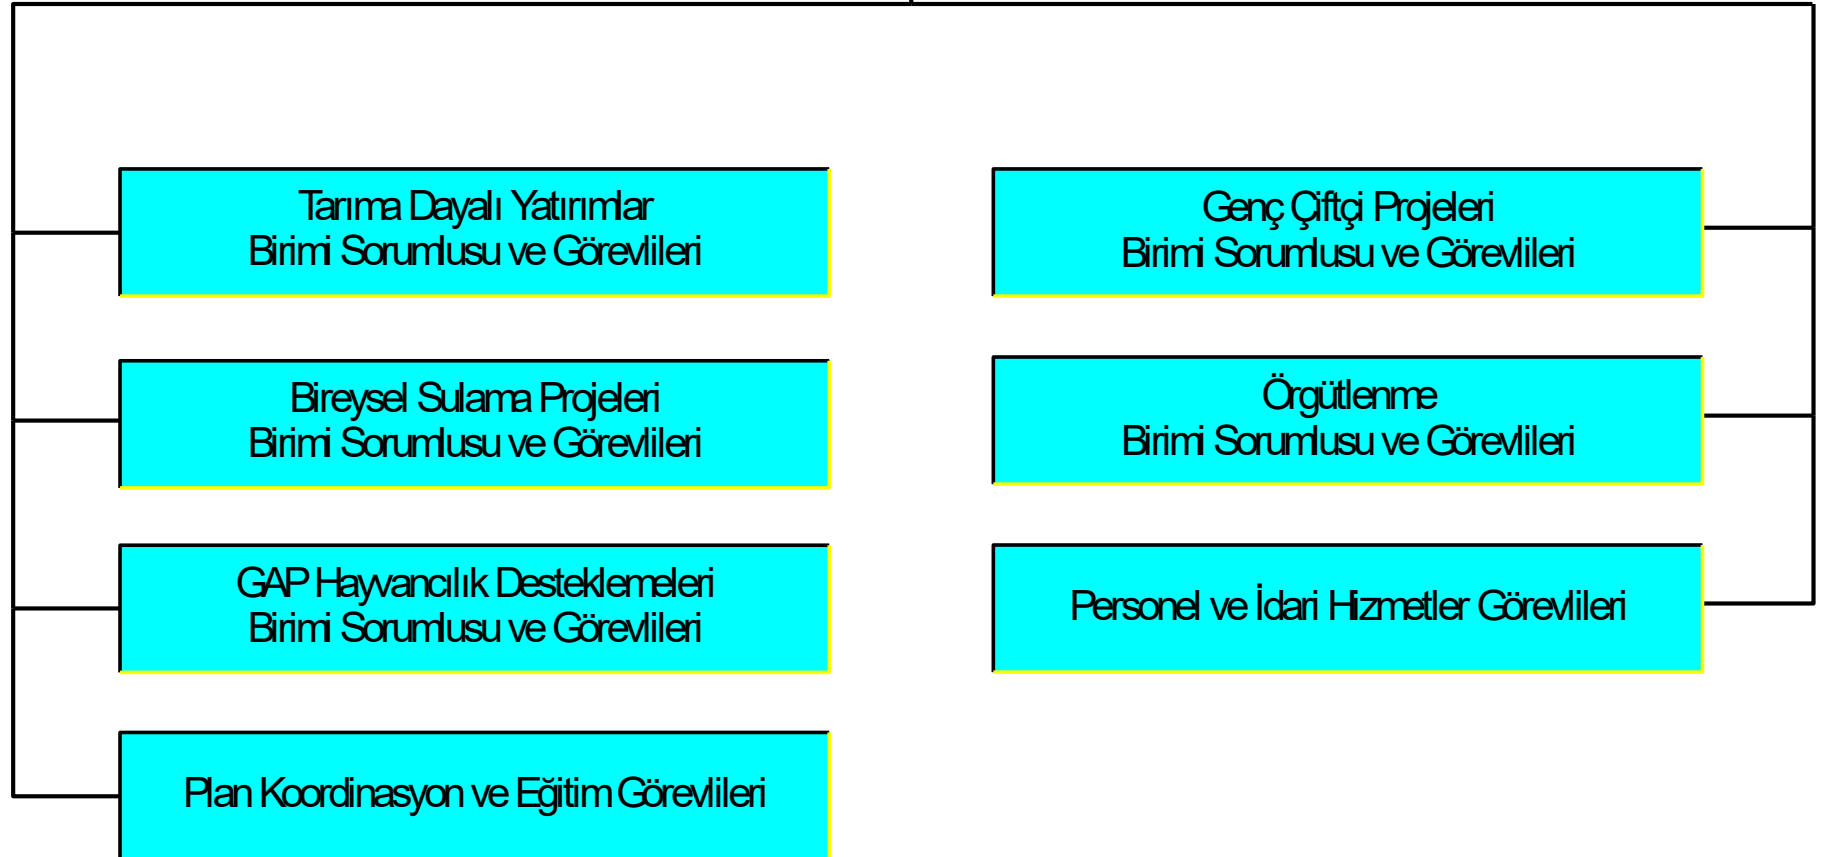 Tarıma Dayalı Yatırımlar
Birimi Sorumlusu ve Görevlileri
Bireysel Sulama Projeleri
Birimi Sorumlusu ve Görevlileri
GAP Hayvancılık Desteklemeleri
Birimi Sorumlusu ve Görevlileri
Plan Koordinasyon ve Eğitim Görevlileri
Genç Çiftçi Projeleri
Birimi Sorumlusu ve Görevlileri
Örgütlenme
Birimi Sorumlusu ve Görevlileri
Personel ve İdari Hizmetler Görevlileri